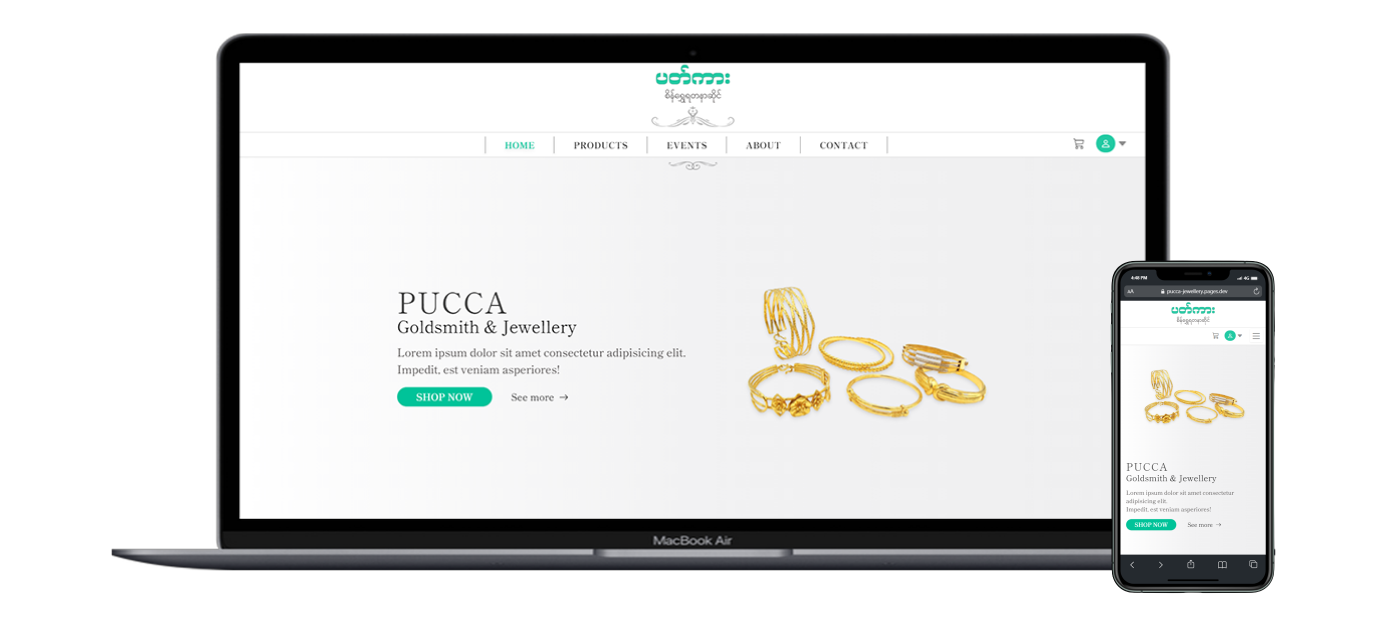 ပတ်ကား
စိန်ရွှေရတနာဆိုင်
HOME PRODUCTS EVENTS ABOUT CONTACT
PUCCA
Goldsmith & Jewellery
Lorem ipsum dolor sit amet consectetur adipisicing elit.
Impedit, est veniam asperiores!
SHOP NOW See more →
MacBook Air
4:48 PM 4G
AA pucca-jewellery.pages.dev
ပတ်ကား
စိန်ရွှေရတနာဆိုင်
PUCCA
Goldsmith & Jewellery
Lorem ipsum dolor sit amet consectetur
adipisicing elit.
Impedit, est veniam asperiores!
SHOP NOW See more →